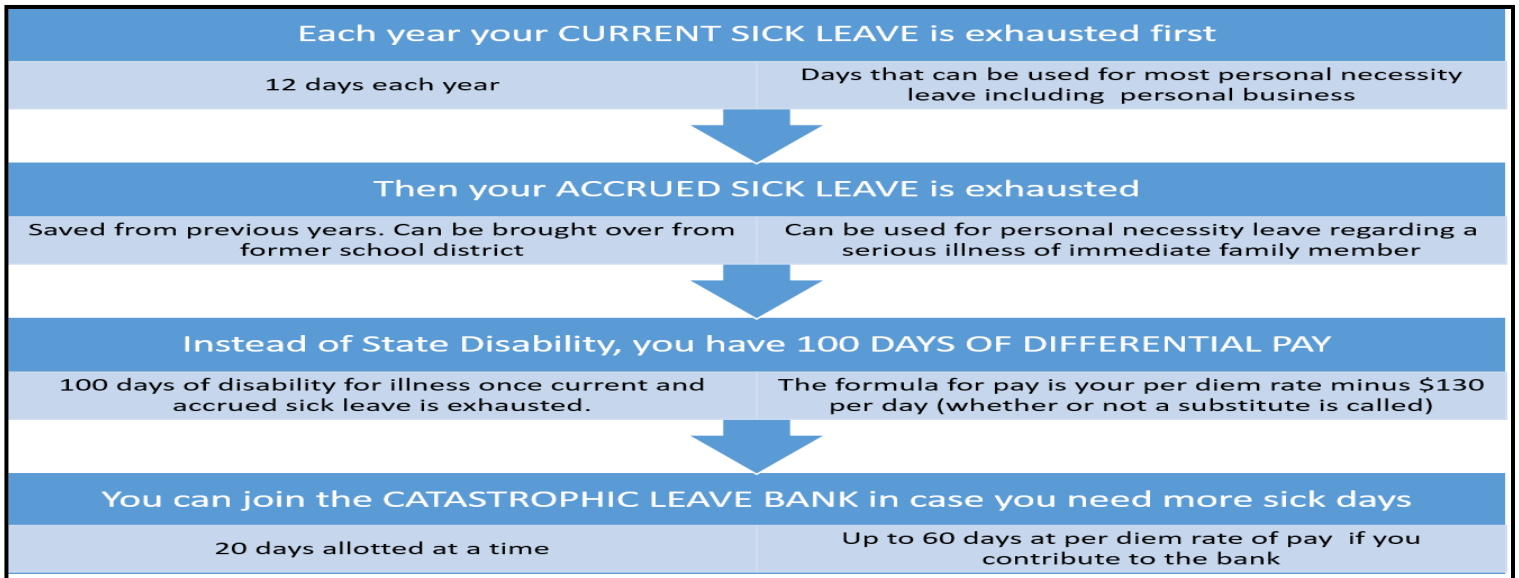 Each year your CURRENT SICK LEAVE is exhausted first
12 days each year
Days that can be used for most personal necessity
leave including  personal business
Then your ACCRUED SICK LEAVE is exhausted
Saved from previous years. Can be brought over from
former school district
Can be used for personal necessity leave regarding a
serious illness of immediate family member
Instead of State Disability, you have 100 DAYS OF DIFFERENTIAL PAY
100 days of disability for illness once current and
accrued sick leave is exhausted.
The formula for pay is your per diem rate minus $130
per day (whether or not a substitute is called)
You can join the CATASTROPHIC LEAVE BANK in case you need more sick days
20 days allotted at a time
Up to 60 days at per diem rate of pay  if you
contribute to the bank